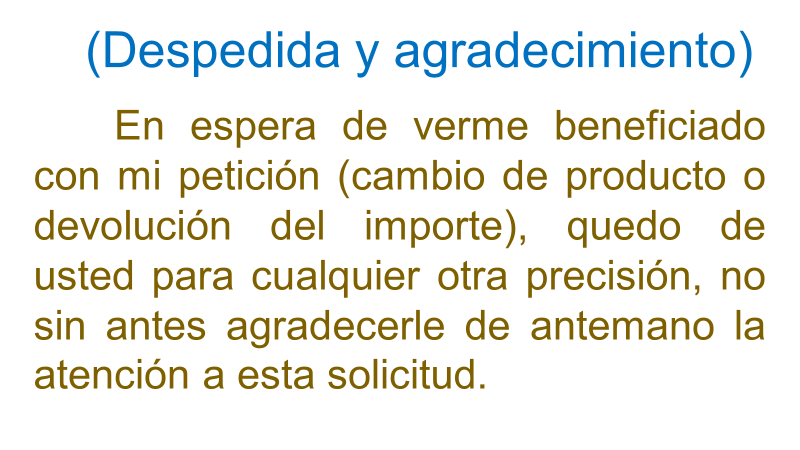 (Despedida y agradecimiento)
En espera de verme beneficiado
con mi petición (cambio de producto o
devolución del importe), quedo de
usted para cualquier otra precisión, no
sin antes agradecerle de antemano la
atención a esta solicitud.